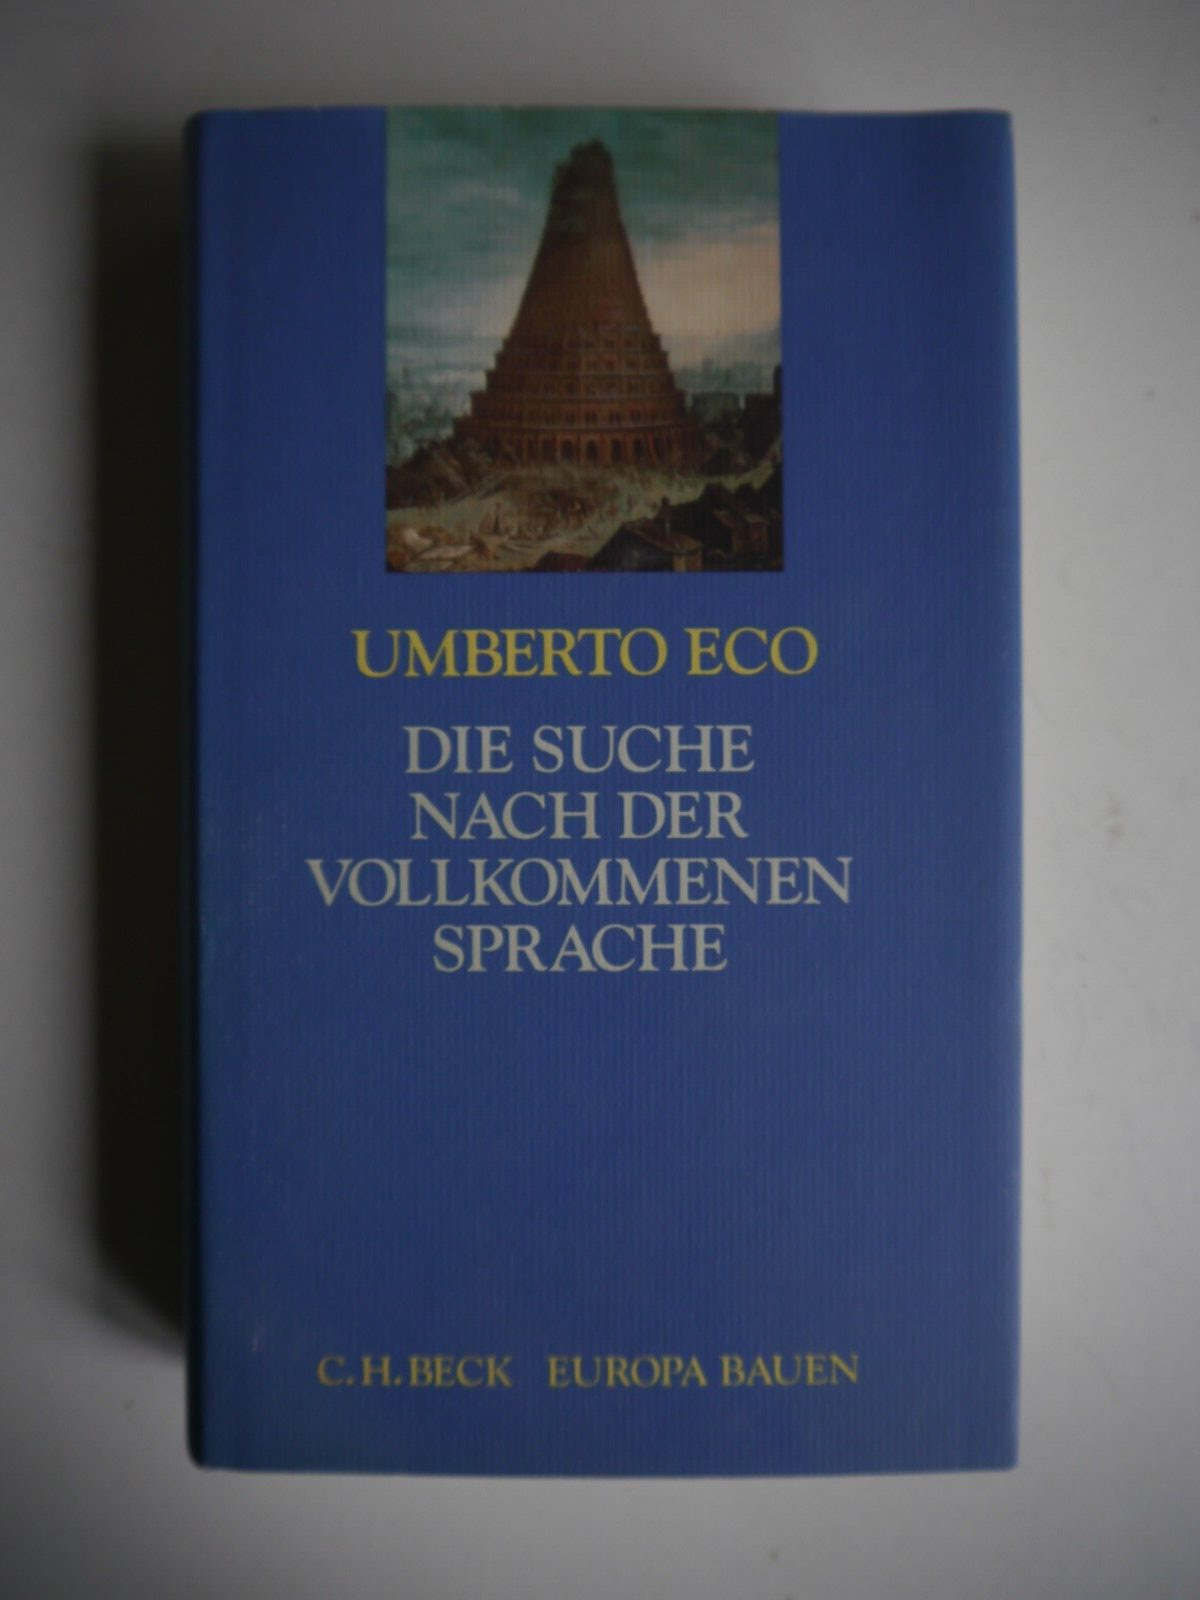 UMBERTO ECO
DIE SUCHE
NACH DER
VOLLKOMMENEN
SPRACHE
C.H.BECK EUROPA BAUEN